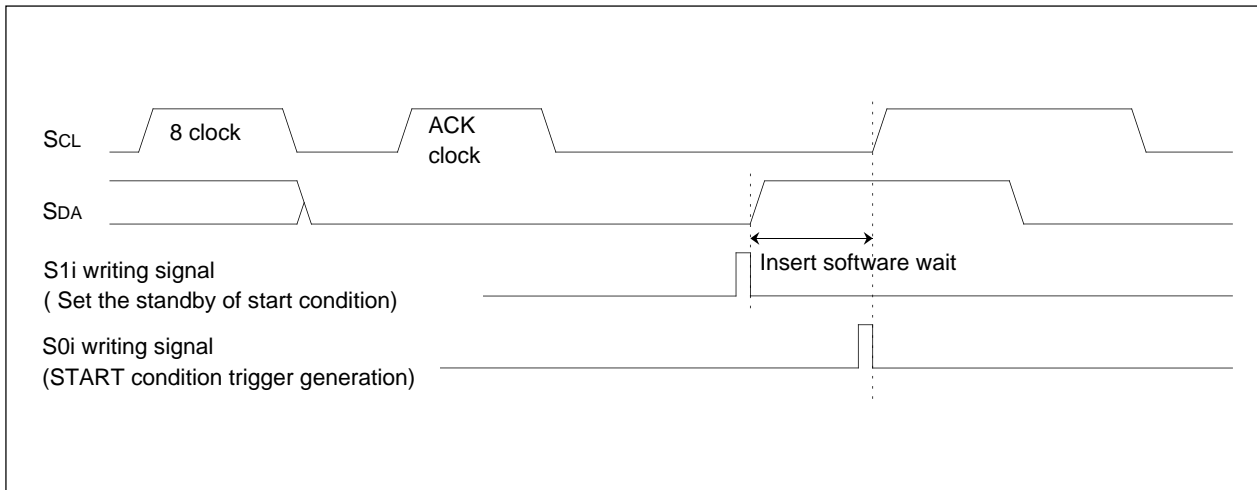 SCL
8 clock
ACK
clock
SDA
Insert software wait
S1i writing signal
( Set the standby of start condition)
S0i writing signal
(START condition trigger generation)